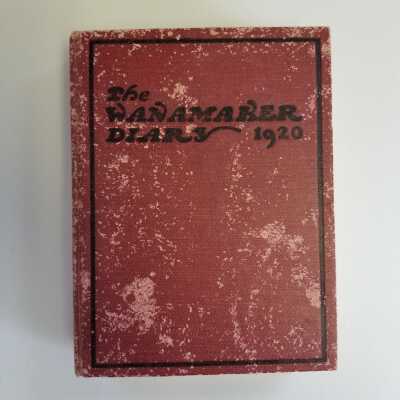 The
WANAMAKER
DIARY 1920